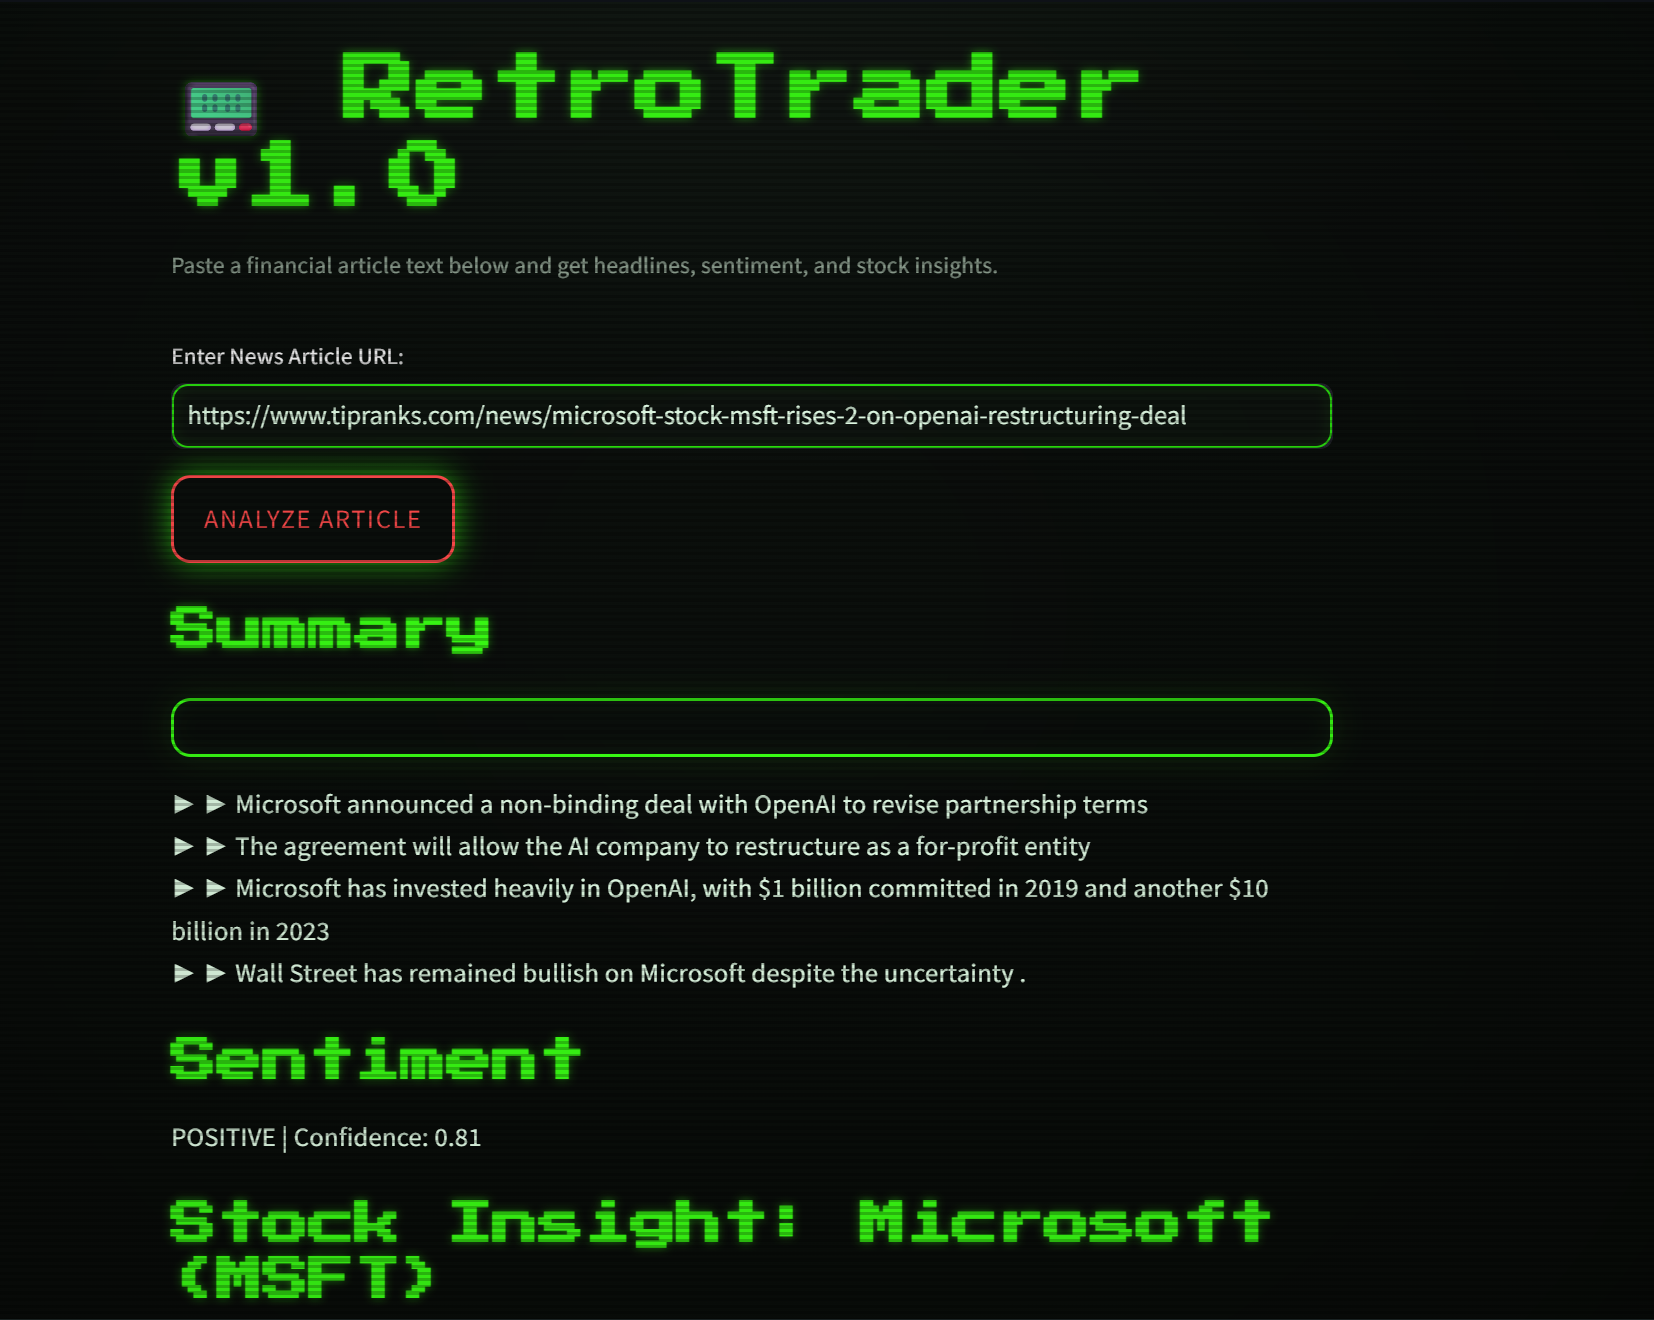 RetroTrader
v1.0
Paste a financial article text below and get headlines, sentiment, and stock insights.
Enter News Article URL:
https://www.tipranks.com/news/microsoft-stock-msft-rises-2-on-openai-restructuring-deal
ANALYZE ARTICLE
Summary
► ► Microsoft announced a non-binding deal with OpenAI to revise partnership terms
► ► The agreement will allow the AI company to restructure as a for-profit entity
► ► Microsoft has invested heavily in OpenAI, with $1 billion committed in 2019 and another $10
billion in 2023
► ► Wall Street has remained bullish on Microsoft despite the uncertainty .
Sentiment
POSITIVE | Confidence: 0.81
Stock Insight: Microsoft
(MSFT)